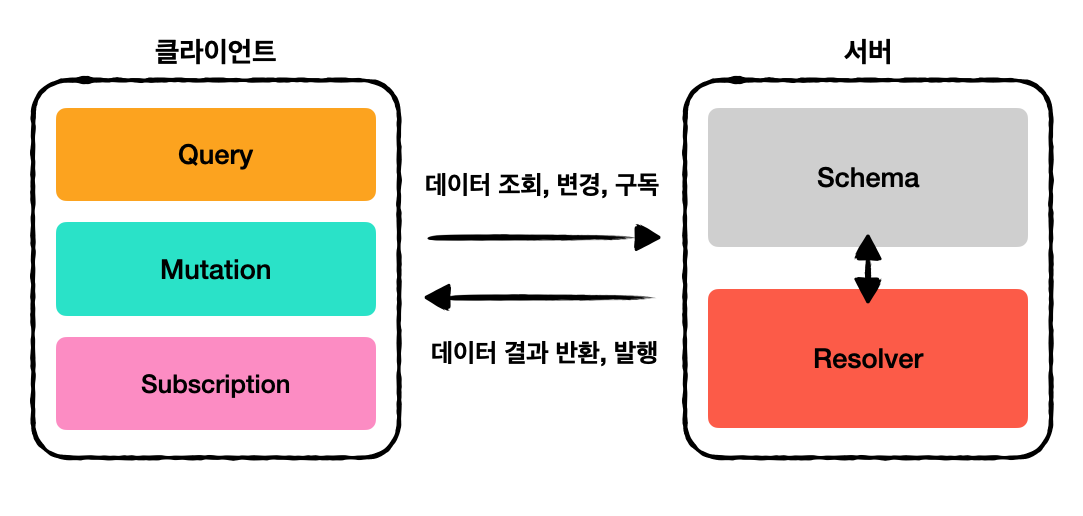 클라이언트
서버
Query
Mutation
Subscription
데이터 조회, 변경, 구독
데이터 결과 반환, 발행
Schema
Resolver